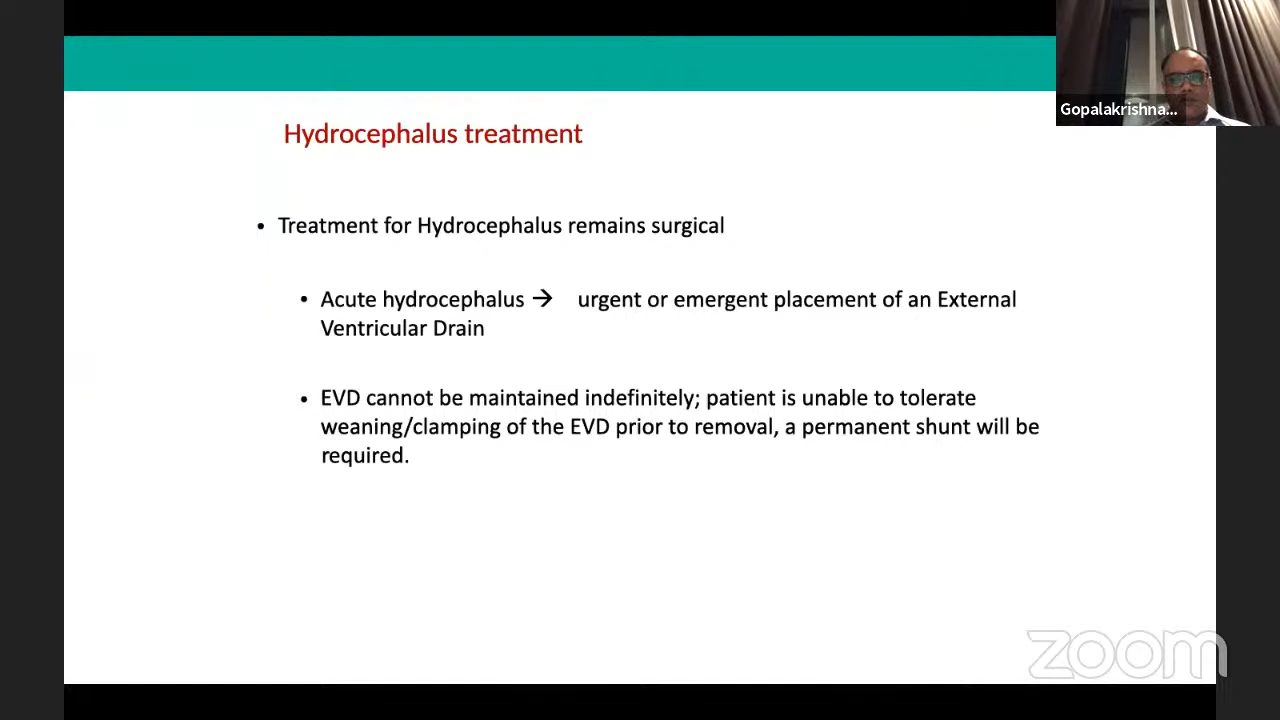 Gopalakrishna...
Hydrocephalus treatment
• Treatment for Hydrocephalus remains surgical
• Acute hydrocephalus → urgent or emergent placement of an External
Ventricular Drain
• EVD cannot be maintained indefinitely; patient is unable to tolerate
weaning/clamping of the EVD prior to removal, a permanent shunt will be
required.
zoom